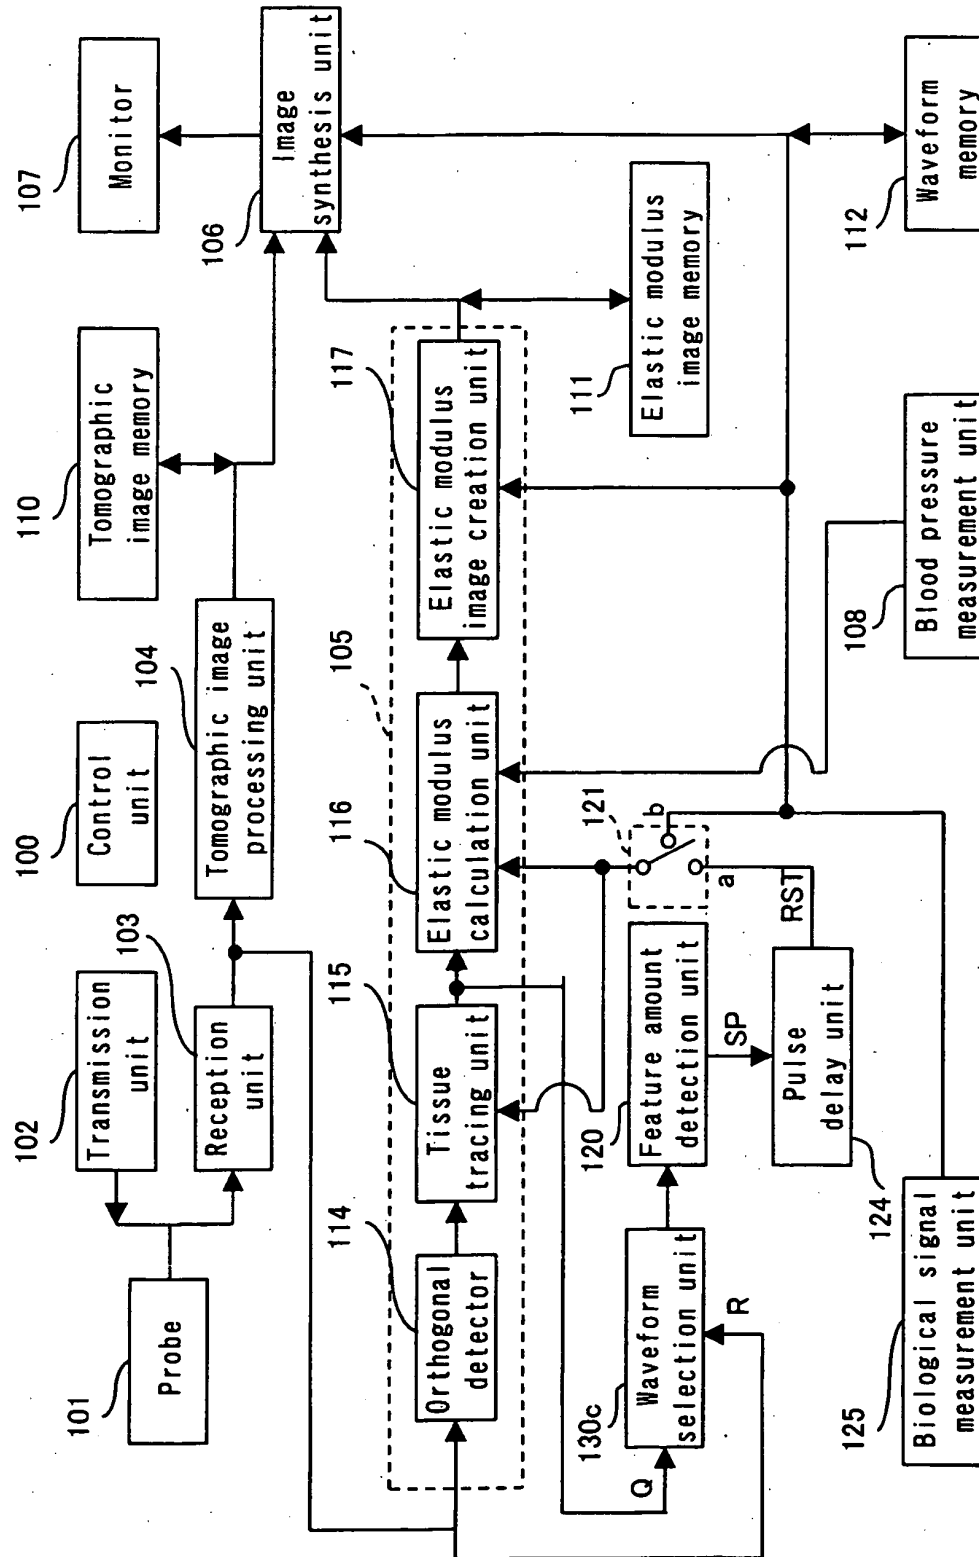 101
Probe
102
Transmission
unit
103
Reception
unit
100
Control
unit
104
Tomographic image
processing unit
110
Tomographic
image memory
107
Monitor
106
Image
synthesis unit
105
114
Orthogonal
detector
115
Tissue
tracing unit
116
Elastic modulus
calculation unit
117
Elastic modulus
image creation unit
111
Elastic modulus
image memory
Q
130c
Waveform
selection unit
R
120
Feature amount
detection unit
SP
124
Pulse
delay unit
RST
121
a
b
125
Biological signal
measurement unit
108
Blood pressure
measurement unit
112
Waveform
memory